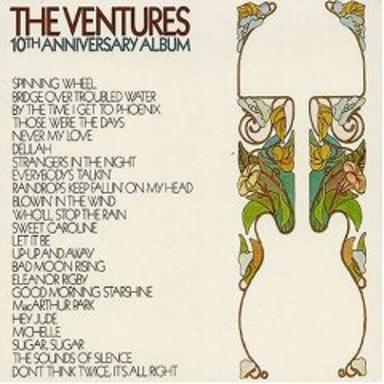 THE VENTURES
10TH ANNIVERSARY ALBUM
SPINNING WHEEL
BRIDGE OVER TROUBLED WATER
BY THE TIME I GET TO PHOENIX
THOSE WERE THE DAYS
NEVER MY LOVE
DELILAH
STRANGERS IN THE NIGHT
EVERYBODY'S TALKIN'
RAINDROPS KEEP FALLIN' ON MY HEAD
BLOWIN' IN THE WIND
WHO'LL STOP THE RAIN
SWEET CAROLINE
LET IT BE
UP-UP AND AWAY
BAD MOON RISING
ELEANOR RIGBY
GOOD MORNING STARSHINE
MacARTHUR PARK
HEY JUDE
MICHELLE
SUGAR, SUGAR
THE SOUNDS OF SILENCE
DON'T THINK TWICE, IT'S ALL RIGHT